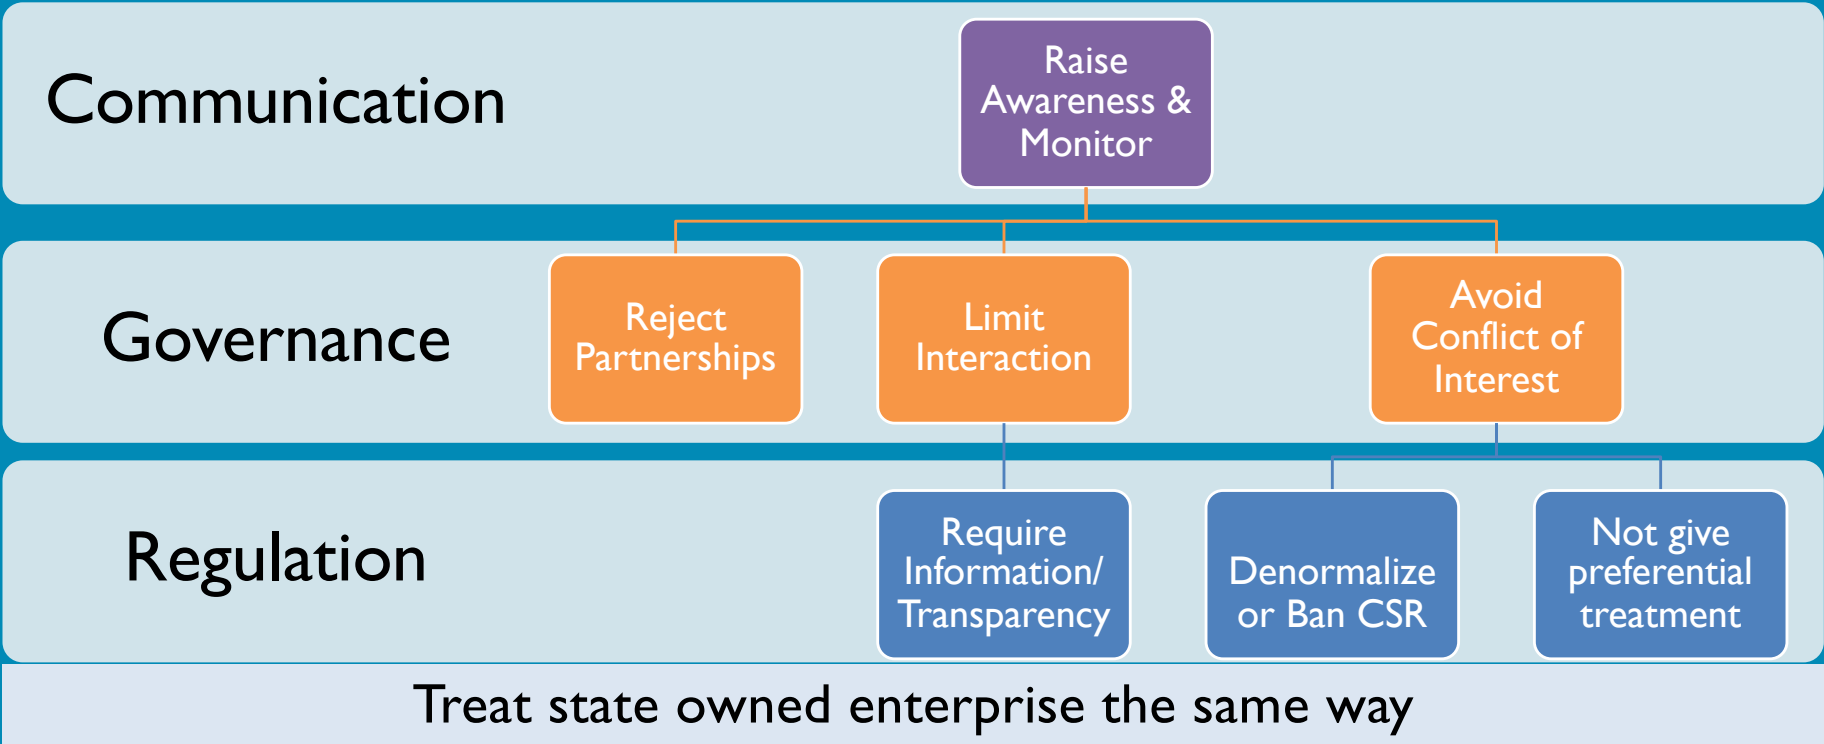 Communication
Raise
Awareness &
Monitor
Governance
Reject
Partnerships
Limit
Interaction
Avoid
Conflict of
Interest
Regulation
Require
Information/
Transparency
Denormalize
or Ban CSR
Not give
preferential
treatment
Treat state owned enterprise the same way